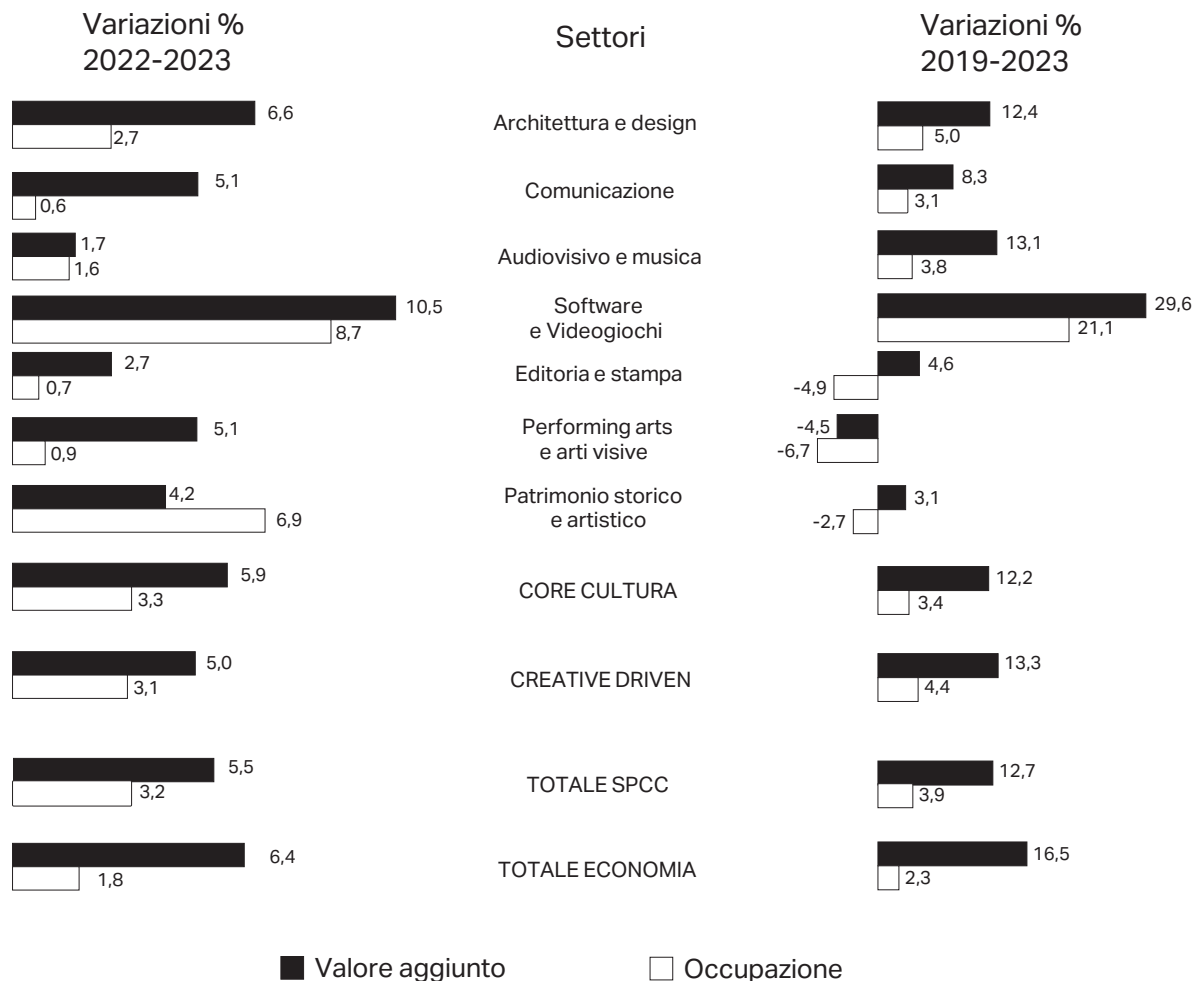 Variazioni %
2022-2023
Settori
Variazioni %
2019-2023
6,6
2,7
Architettura e design
12,4
5,0
5,1
0,6
Comunicazione
8,3
3,1
1,7
1,6
Audiovisivo e musica
13,1
3,8
10,5
8,7
Software
e Videogiochi
29,6
21,1
2,7
0,7
Editoria e stampa
4,6
-4,9
5,1
0,9
Performing arts
e arti visive
-4,5
-6,7
4,2
6,9
Patrimonio storico
e artistico
3,1
-2,7
5,9
3,3
CORE CULTURA
12,2
3,4
5,0
3,1
CREATIVE DRIVEN
13,3
4,4
5,5
3,2
TOTALE SPCC
12,7
3,9
6,4
1,8
TOTALE ECONOMIA
16,5
2,3
Valore aggiunto
Occupazione